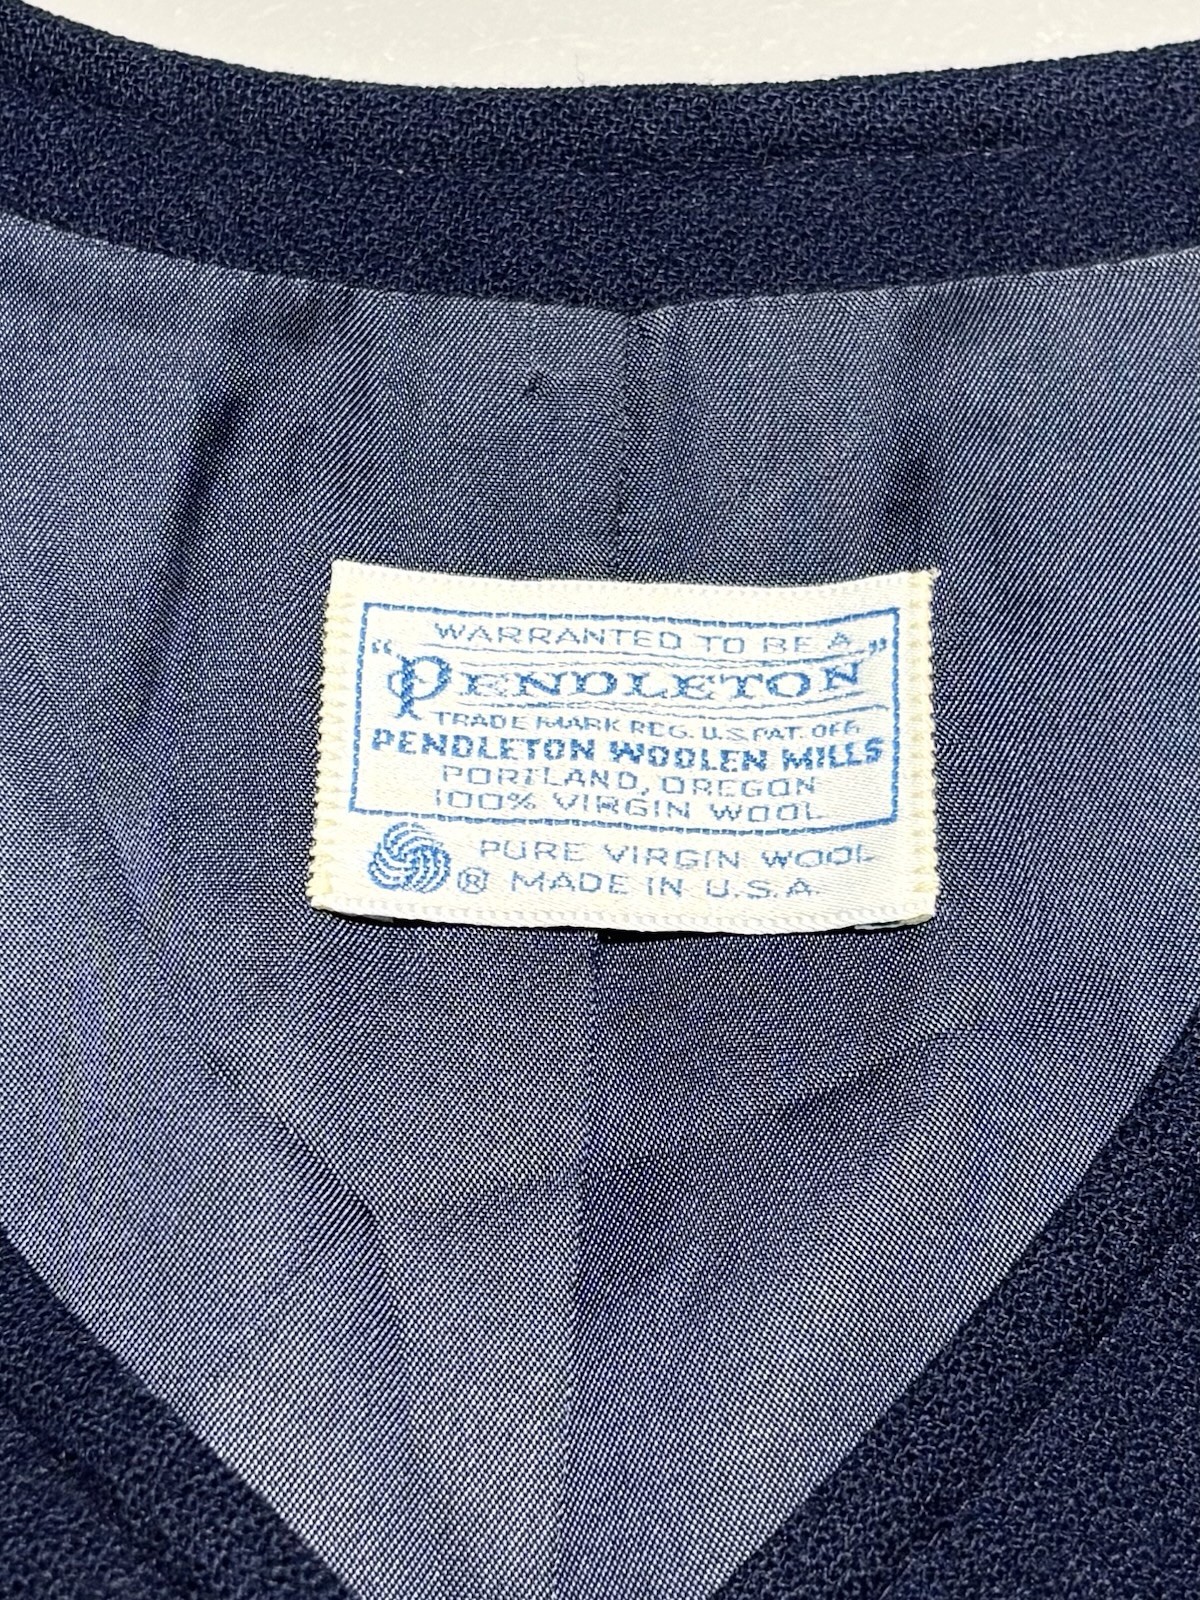 WARRANTED TO BE A
"PENDLETON"
TRADE MARK REG. U.S. PAT. OFF.
PENDLETON WOOLEN MILLS
PORTLAND, OREGON
100% VIRGIN WOOL
PURE VIRGIN WOOL
® MADE IN U.S.A.